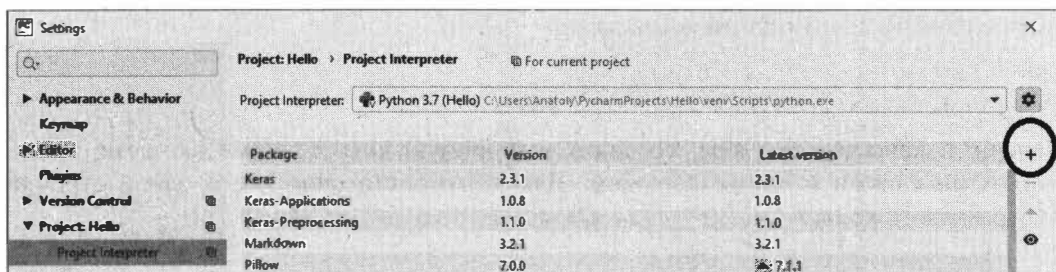 Settings
Project: Hello › Project Interpreter For current project
Appearance & Behavior
Keymap
Editor
Plugins
Version Control
Project: Hello
Project Interpreter
Project Interpreter: Python 3.7 (Hello) C:\Users\Anatoly\PycharmProjects\Hello\venv\Scripts\python.exe
Package Version Latest version
Keras 2.3.1 2.3.1
Keras-Applications 1.0.8 1.0.8
Keras-Preprocessing 1.1.0 1.1.0
Markdown 3.2.1 3.2.1
Pillow 7.0.0 7.1.1